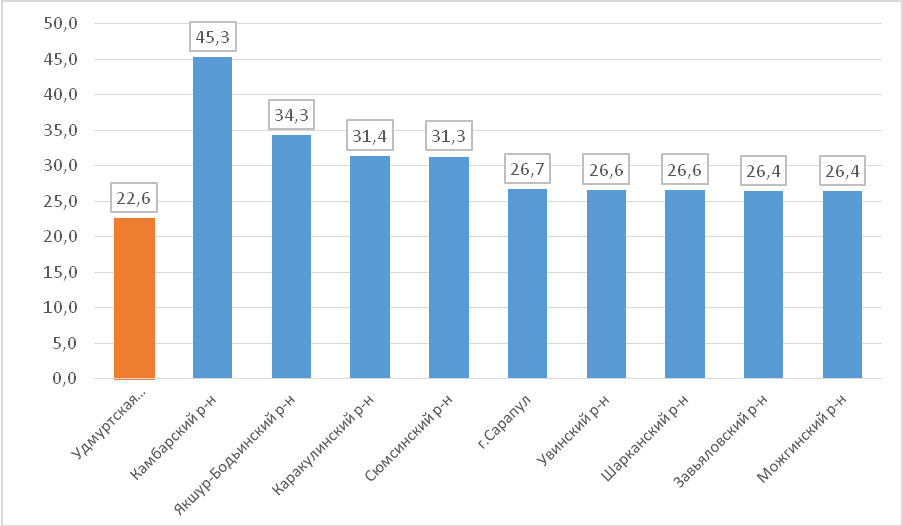 50,0
45,0
40,0
35,0
30,0
25,0
20,0
15,0
10,0
5,0
0,0
22,6
45,3
34,3
31,4
31,3
26,7
26,6
26,6
26,4
26,4
Удмуртская...
Камбарский р-н
Якшур-Бодьинский р-н
Каракулинский р-н
Сюмсинский р-н
г.Сарапул
Увинский р-н
Шарканский р-н
Завьяловский р-н
Можгинский р-н